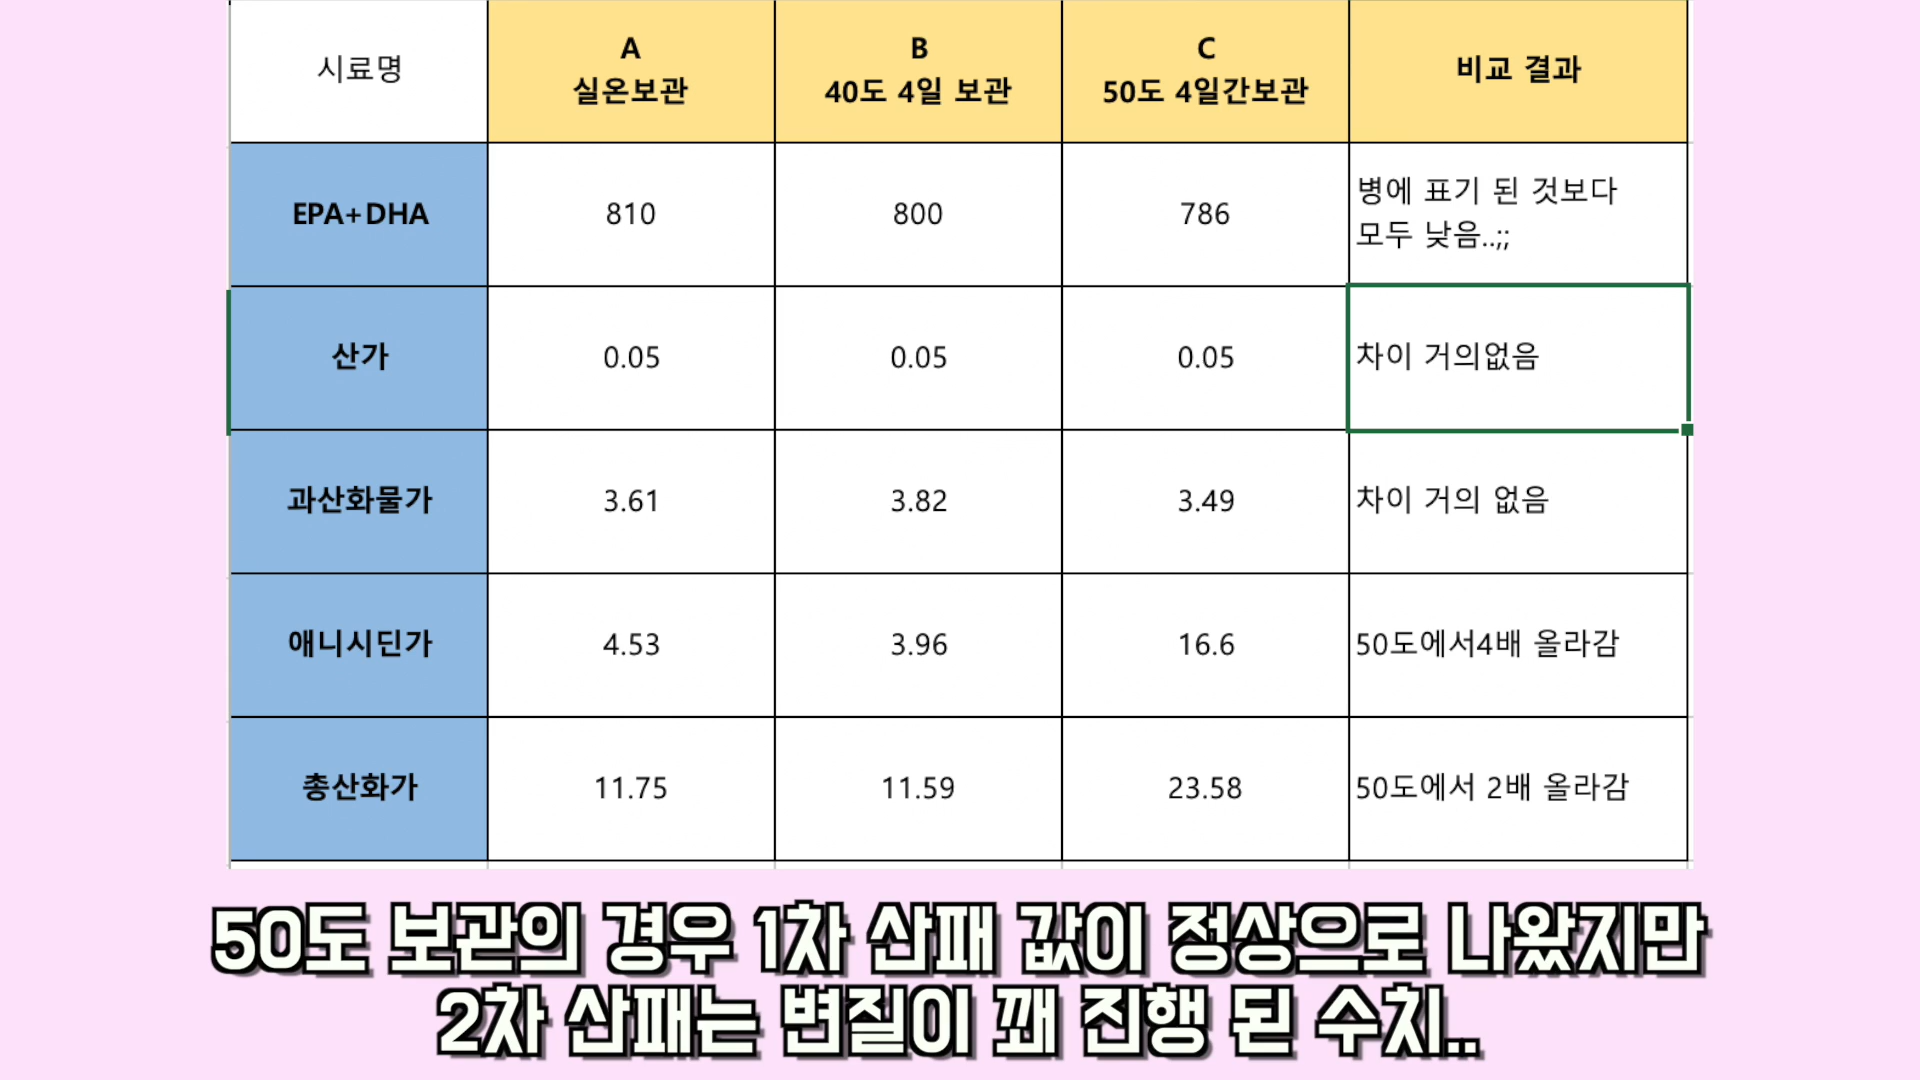 시료명
A
실온보관
B
40도 4일 보관
C
50도 4일간보관
비교 결과
EPA+DHA
810
800
786
병에 표기 된 것보다
모두 낮음..;;
산가
0.05
0.05
0.05
차이 거의없음
과산화물가
3.61
3.82
3.49
차이 거의 없음
애니시딘가
4.53
3.96
16.6
50도에서4배 올라감
총산화가
11.75
11.59
23.58
50도에서 2배 올라감
50도 보관의 경우 1차 산패 값이 정상으로 나왔지만
2차 산패는 변질이 꽤 진행 된 수치..